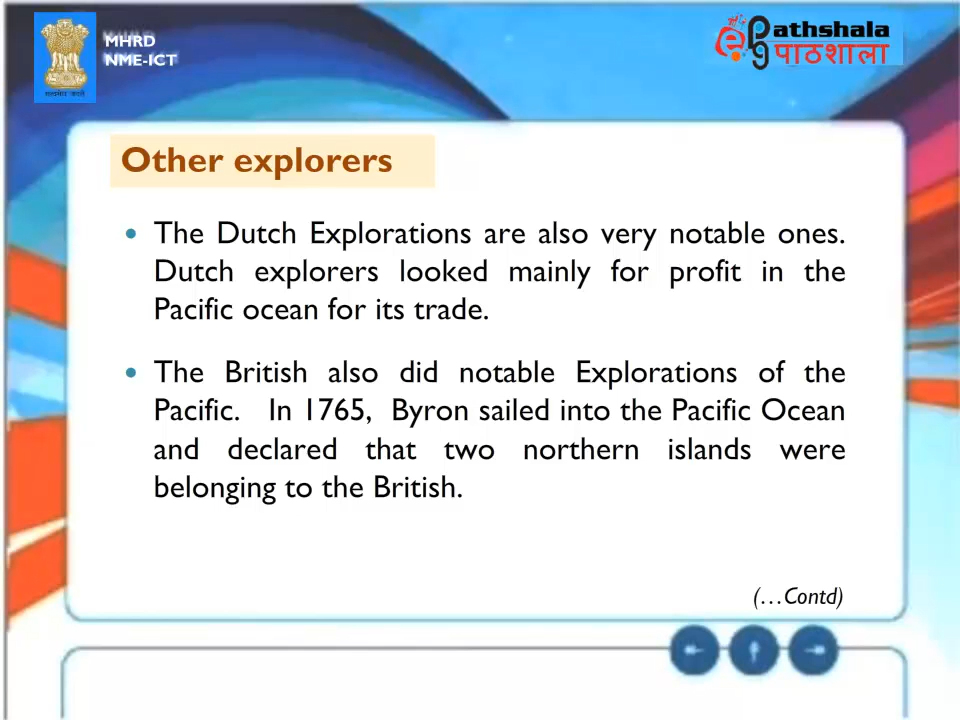 MHRD
NME-ICT
ePathshala
पाठशाला
Other explorers
• The Dutch Explorations are also very notable ones.
Dutch explorers looked mainly for profit in the
Pacific ocean for its trade.
• The British also did notable Explorations of the
Pacific. In 1765, Byron sailed into the Pacific Ocean
and declared that two northern islands were
belonging to the British.
(…Contd)